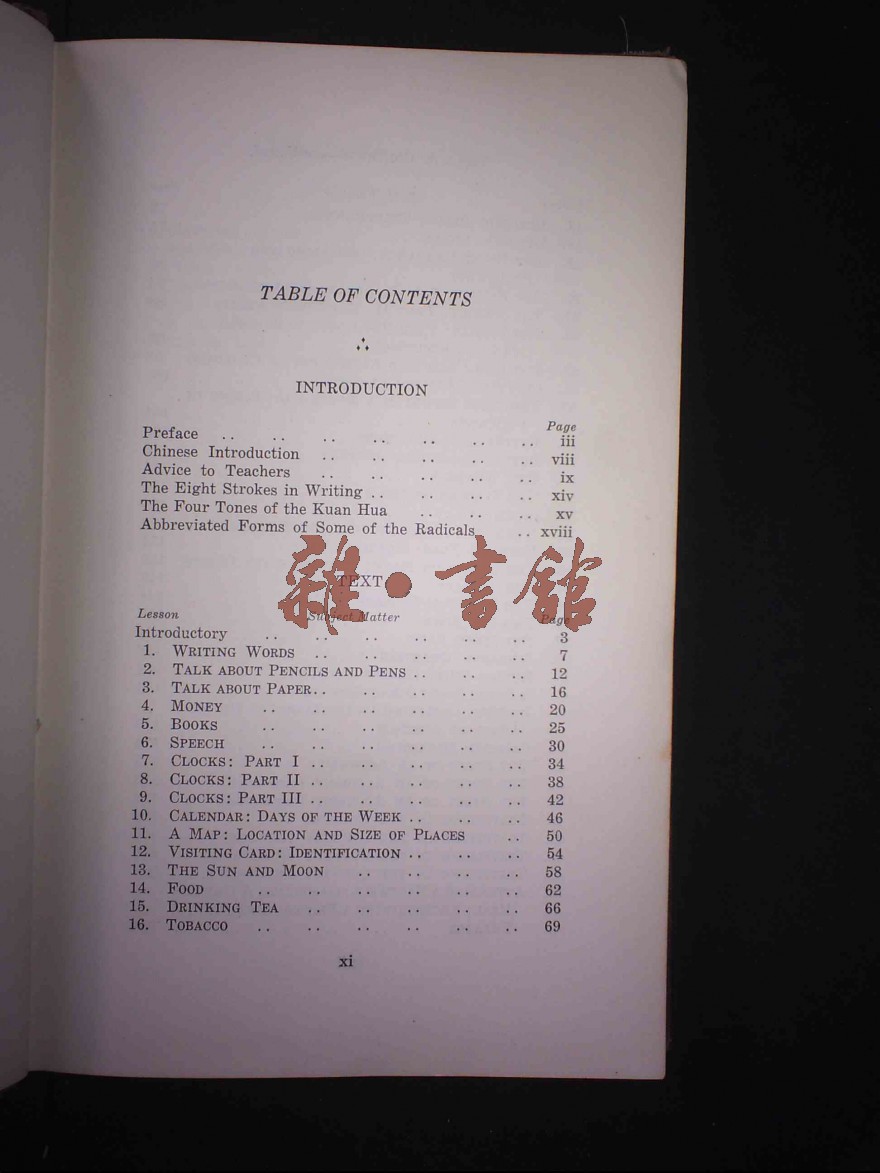 TABLE OF CONTENTS
INTRODUCTION
Page
Preface .. .. .. .. .. .. .. iii
Chinese Introduction .. .. .. .. .. viii
Advice to Teachers .. .. .. .. .. ix
The Eight Strokes in Writing .. .. .. .. xiv
The Four Tones of the Kuan Hua .. .. .. xv
Abbreviated Forms of Some of the Radicals .. xviii
雜·書館
TEXT
Lesson Subject Matter Page
Introductory .. .. .. .. .. .. 3
1. WRITING WORDS .. .. .. .. .. 7
2. TALK ABOUT PENCILS AND PENS .. .. .. 12
3. TALK ABOUT PAPER .. .. .. .. .. 16
4. MONEY .. .. .. .. .. .. 20
5. BOOKS .. .. .. .. .. .. 25
6. SPEECH .. .. .. .. .. .. 30
7. CLOCKS: PART I .. .. .. .. .. 34
8. CLOCKS: PART II .. .. .. .. .. 38
9. CLOCKS: PART III .. .. .. .. .. 42
10. CALENDAR: DAYS OF THE WEEK .. .. .. 46
11. A MAP: LOCATION AND SIZE OF PLACES .. 50
12. VISITING CARD: IDENTIFICATION .. .. .. 54
13. THE SUN AND MOON .. .. .. .. 58
14. FOOD .. .. .. .. .. .. 62
15. DRINKING TEA .. .. .. .. .. 66
16. TOBACCO .. .. .. .. .. .. 69
xi